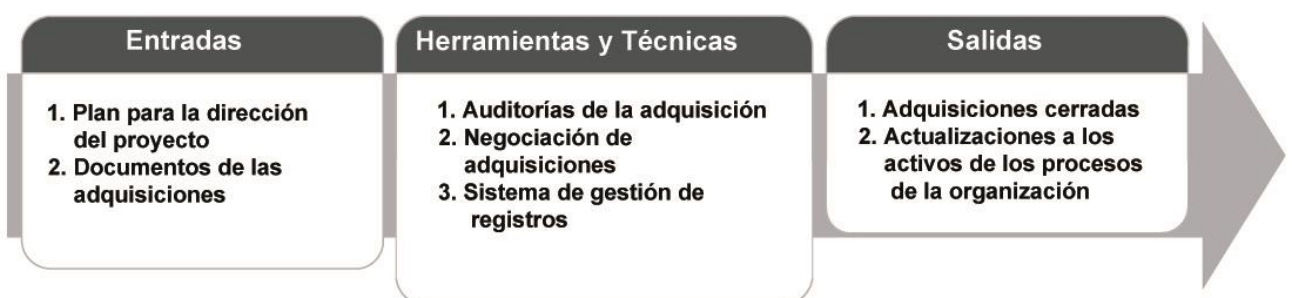 Entradas
1. Plan para la dirección
del proyecto
2. Documentos de las
adquisiciones
Herramientas y Técnicas
1. Auditorías de la adquisición
2. Negociación de
adquisiciones
3. Sistema de gestión de
registros
Salidas
1. Adquisiciones cerradas
2. Actualizaciones a los
activos de los procesos
de la organización